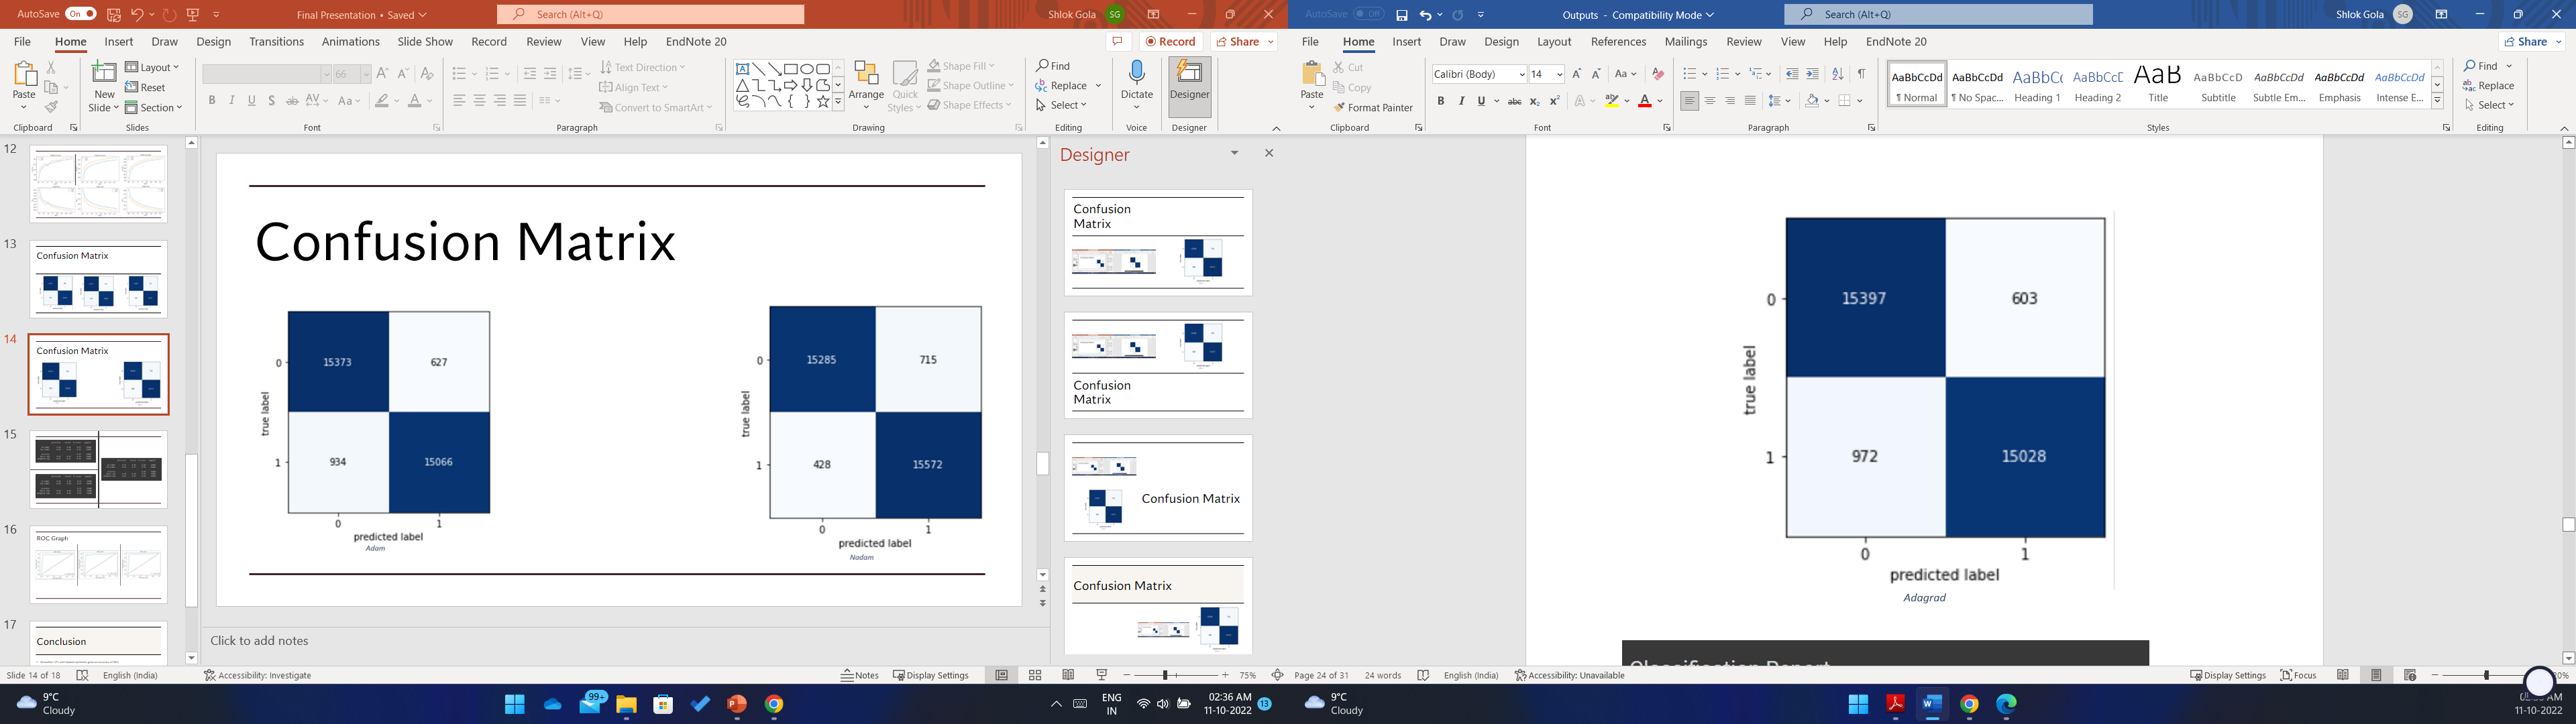 AutoSave On Final Presentation • Saved Search (Alt+Q) Shlok Gola SG
File Home Insert Draw Design Transitions Animations Slide Show Record Review View Help EndNote 20 Record Share
Paste New Slide Layout Reset Section 66 Text Direction Align Text Convert to SmartArt Arrange Quick Styles Shape Fill Shape Outline Shape Effects Find Replace Select Dictate Designer
Clipboard Slides Font Paragraph Drawing Editing Voice Designer
12
13
Confusion Matrix
14
Confusion Matrix
15
16
ROC Graph
17
Conclusion
Confusion Matrix
true label
0
1
15373 627
934 15066
0 1
predicted label
Adam
true label
0
1
15285 715
428 15572
0 1
predicted label
Nadam
Click to add notes
Designer
Confusion
Matrix
Confusion
Matrix
Confusion Matrix
Confusion Matrix
Slide 14 of 18 English (India) Accessibility: Investigate Notes Display Settings 75%
AutoSave Off Outputs - Compatibility Mode Search (Alt+Q) Shlok Gola SG
File Home Insert Draw Design Layout References Mailings Review View Help EndNote 20 Share
Paste Cut Copy Format Painter Calibri (Body) 14
AaBbCcDd AaBbCcDd AaBbCc AaBbCcD AaB AaBbCcD AaBbCcDd AaBbCcDd AaBbCcDd Find Replace Select
¶ Normal ¶ No Spac... Heading 1 Heading 2 Title Subtitle Subtle Em... Emphasis Intense E...
Clipboard Font Paragraph Styles Editing
true label
0
1
15397 603
972 15028
0 1
predicted label
Adagrad
Page 24 of 31 24 words English (India) Accessibility: Unavailable Display Settings Focus
9°C
Cloudy
99+
ENG
IN
02:36 AM
11-10-2022
13
9°C
Cloudy
AM
11-10-2022